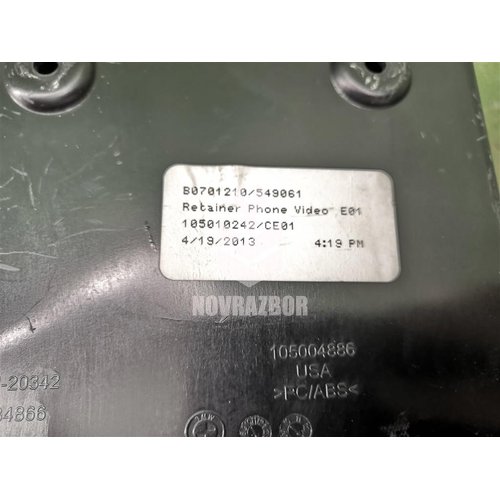 B0701210/549061
Retainer Phone Video E01
105010242/CE01
4/19/2013 4:19 PM
NOVRAZBOR
105004886
USA
>PC/ABS<
-20342
84866